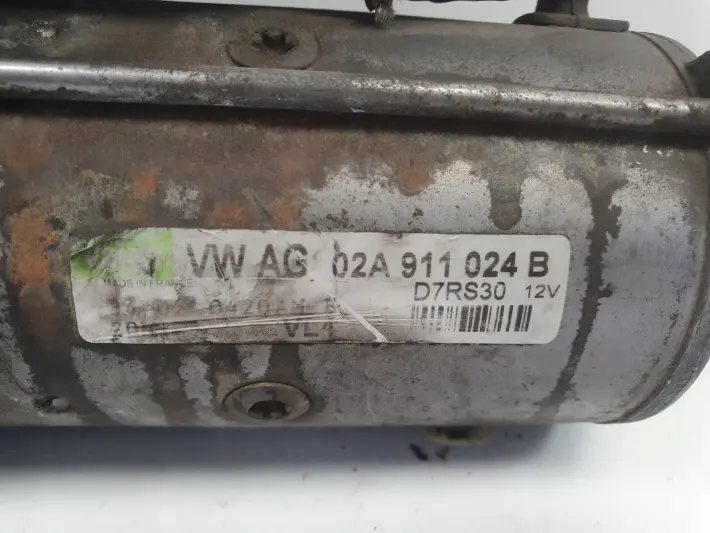 VW AG 02A 911 024 B
MADE IN FRANCE D7RS30 12V
VL4